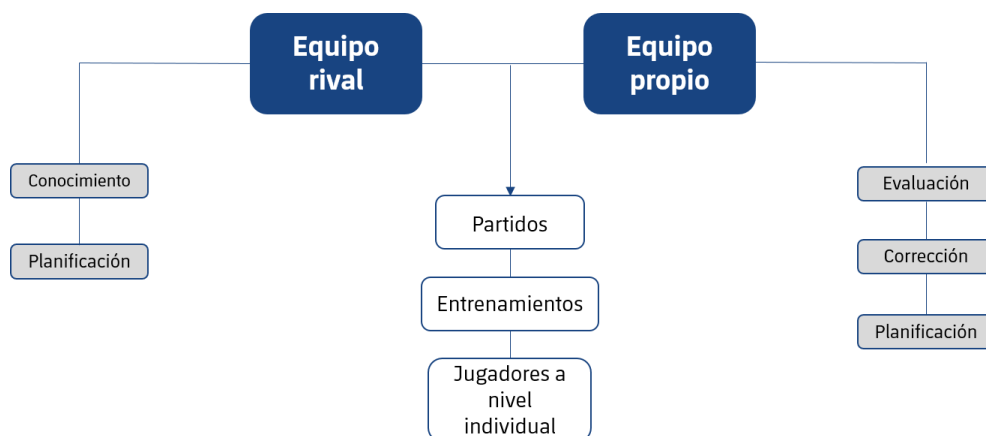 Equipo
rival
Equipo
propio
Conocimiento
Planificación
Partidos
Entrenamientos
Jugadores a
nivel
individual
Evaluación
Corrección
Planificación